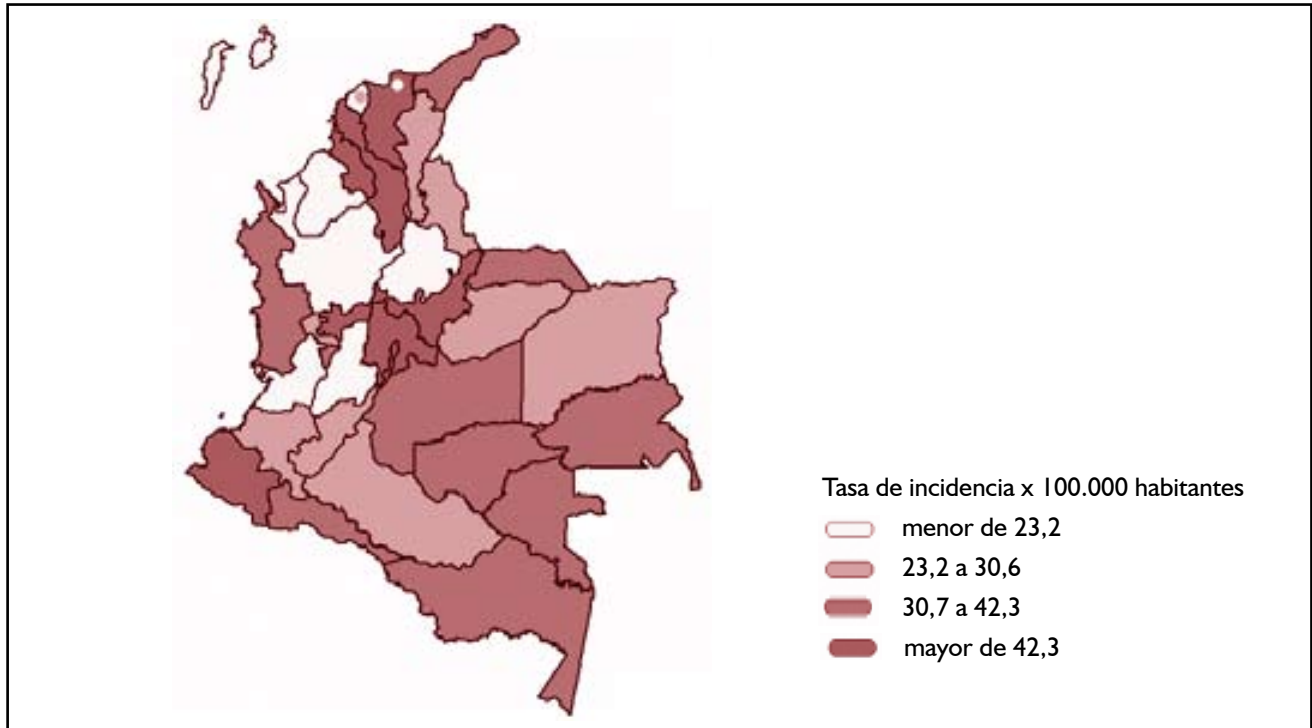 Tasa de incidencia x 100.000 habitantes
menor de 23,2
23,2 a 30,6
30,7 a 42,3
mayor de 42,3